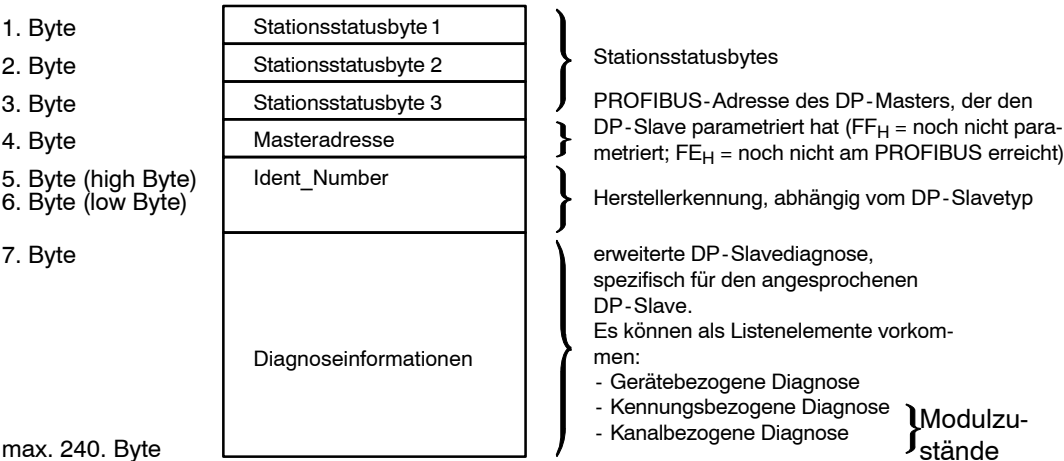 1. Byte
Stationsstatusbyte 1
2. Byte
Stationsstatusbyte 2
Stationsstatusbytes
3. Byte
Stationsstatusbyte 3
PROFIBUS-Adresse des DP-Masters, der den
DP-Slave parametriert hat (FFH = noch nicht para-
metriert; FEH = noch nicht am PROFIBUS erreicht)
4. Byte
Masteradresse
5. Byte (high Byte)
6. Byte (low Byte)
Ident_Number
Herstellerkennung, abhängig vom DP-Slavetyp
7. Byte
max. 240. Byte
Diagnoseinformationen
erweiterte DP-Slavediagnose,
spezifisch für den angesprochenen
DP-Slave.
Es können als Listenelemente vorkom-
men:
- Gerätebezogene Diagnose
- Kennungsbezogene Diagnose
- Kanalbezogene Diagnose
Modulzu-
stände